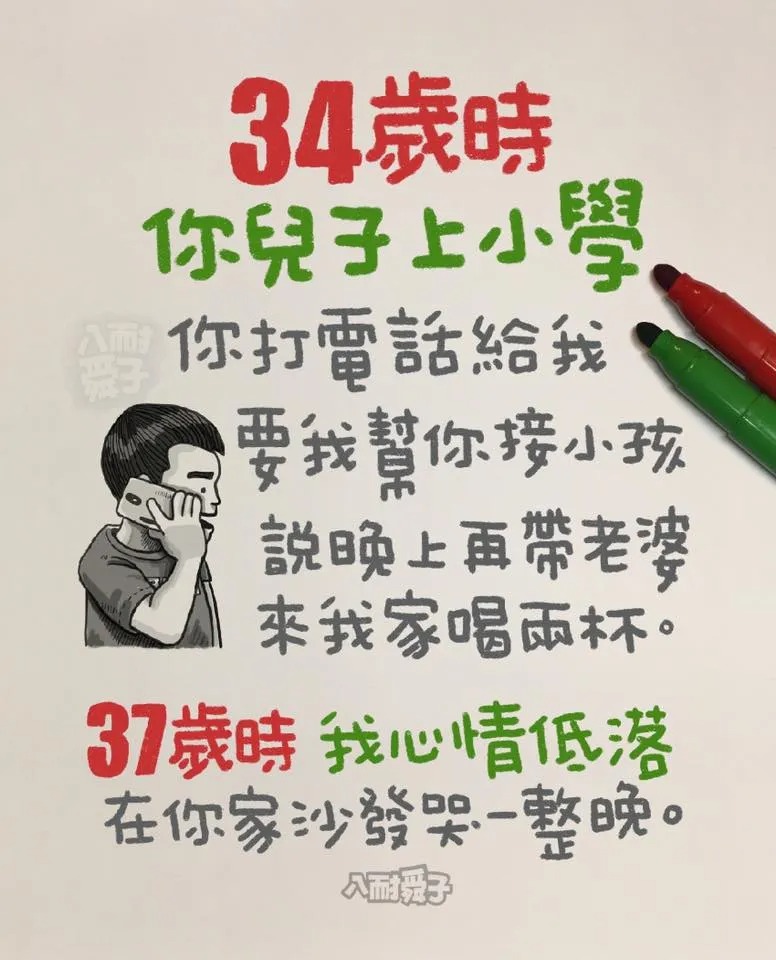 34歲時
你兒子上小學
你打電話給我
八耐
舜子
要我幫你接小孩
說晚上再帶老婆
來我家喝兩杯。
37歲時 我心情低落
在你家沙發哭一整晚。
八耐舜子